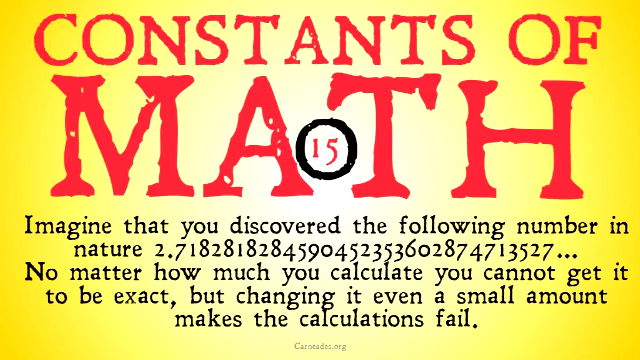 CONSTANTS OF
MATH
15
Imagine that you discovered the following number in
nature 2.7182818284590452353602874713527...
No matter how much you calculate you cannot get it
to be exact, but changing it even a small amount
makes the calculations fail.
Carneades.org